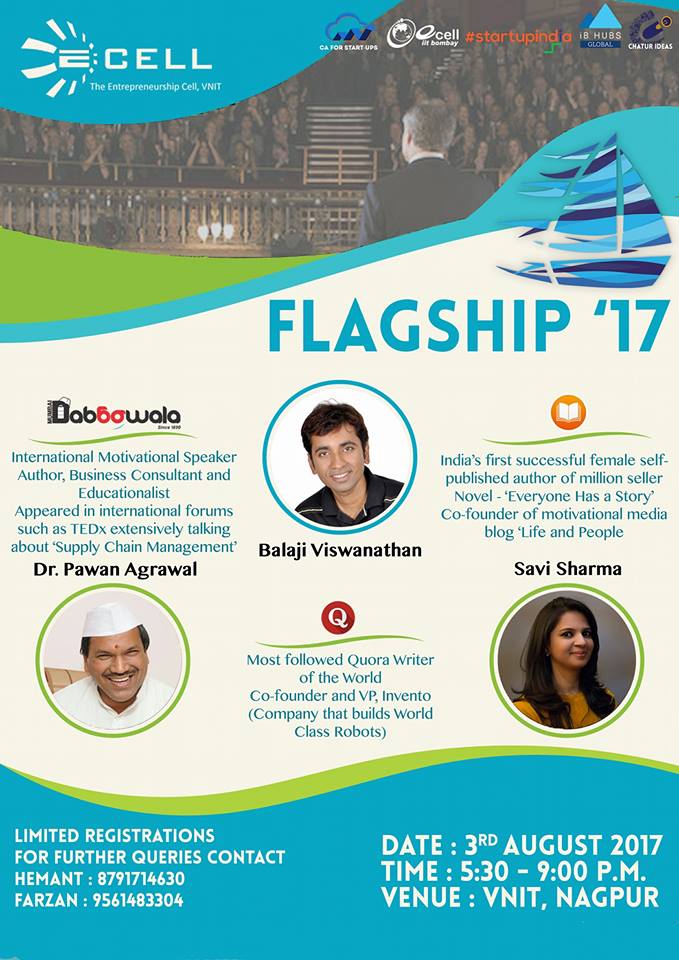 E-CELL
The Entrepreneurship Cell, VNIT
CA FOR START-UPS
ecell
iit bombay
#startupindia
iB HUBS
GLOBAL
CHATUR IDEAS
FLAGSHIP ‘17
MUMBAI
Dabbawala
Since 1890
International Motivational Speaker
Author, Business Consultant and
Educationalist
Appeared in international forums
such as TEDx extensively talking
about ‘Supply Chain Management’
Dr. Pawan Agrawal
Balaji Viswanathan
Q
Most followed Quora Writer
of the World
Co-founder and VP, Invento
(Company that builds World
Class Robots)
India’s first successful female self-
published author of million seller
Novel - ‘Everyone Has a Story’
Co-founder of motivational media
blog ‘Life and People
Savi Sharma
LIMITED REGISTRATIONS
FOR FURTHER QUERIES CONTACT
HEMANT : 8791714630
FARZAN : 9561483304
DATE : 3RD AUGUST 2017
TIME : 5:30 - 9:00 P.M.
VENUE : VNIT, NAGPUR